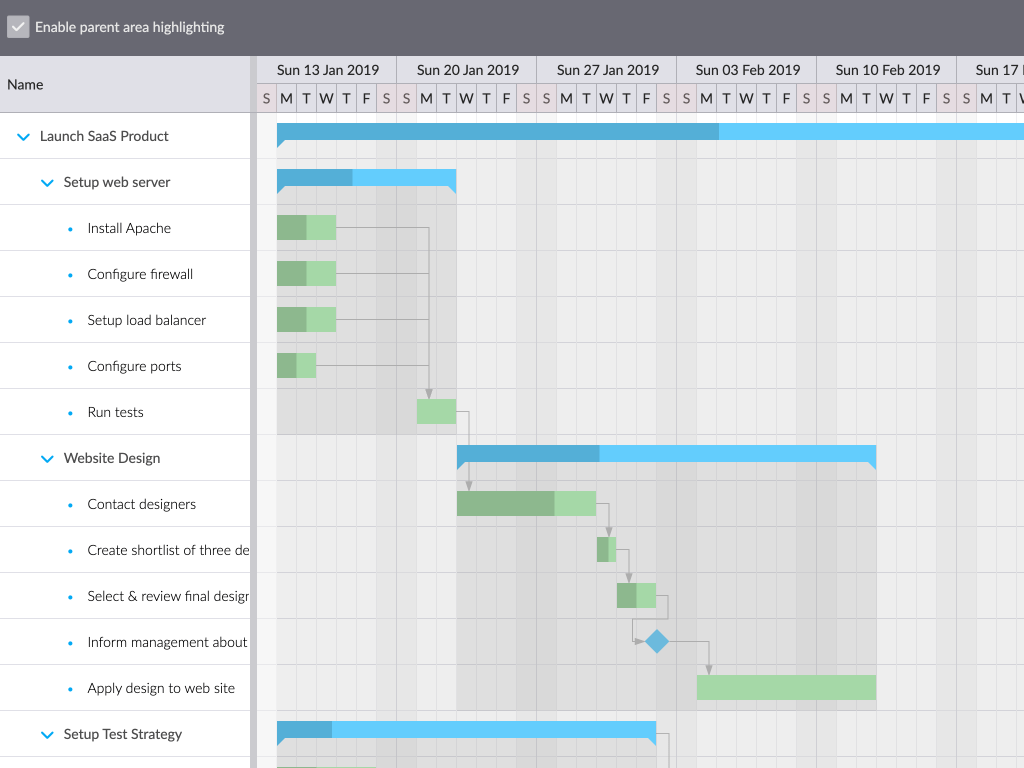 Enable parent area highlighting
Name
Sun 13 Jan 2019 Sun 20 Jan 2019 Sun 27 Jan 2019 Sun 03 Feb 2019 Sun 10 Feb 2019 Sun 17
S M T W T F S S M T W T F S S M T W T F S S M T W T F S S M T W T F S S M T W
Launch SaaS Product
Setup web server
Install Apache
Configure firewall
Setup load balancer
Configure ports
Run tests
Website Design
Contact designers
Create shortlist of three de
Select & review final design
Inform management about
Apply design to web site
Setup Test Strategy